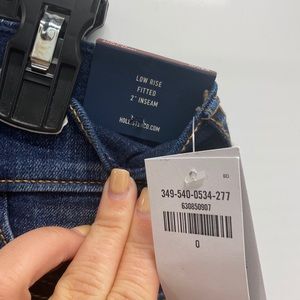 LOW RISE
FITTED
2" INSEAM
HOLLISTERCO.COM
349-540-0534-277
630850907
0